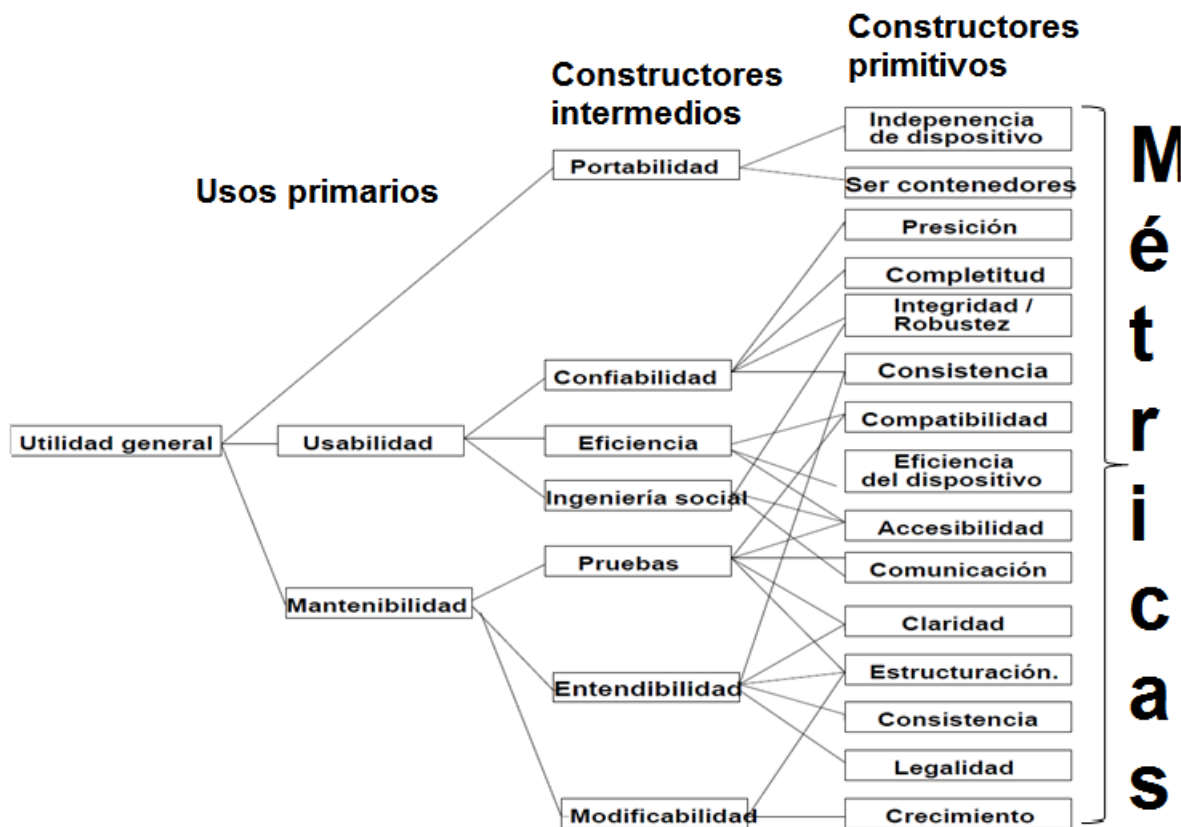 Constructores
primitivos
Constructores
intermedios
Usos primarios
Indepenencia
de dispositivo
Portabilidad
Ser contenedores
Presición
Completitud
Integridad /
Robustez
Confiabilidad
Consistencia
Compatibilidad
Utilidad general
Usabilidad
Eficiencia
Eficiencia
del dispositivo
Ingeniería social
Accesibilidad
Pruebas
Comunicación
Mantenibilidad
Claridad
Estructuración.
Entendibilidad
Consistencia
Legalidad
Modificabilidad
Crecimiento
M
é
t
r
i
c
a
s